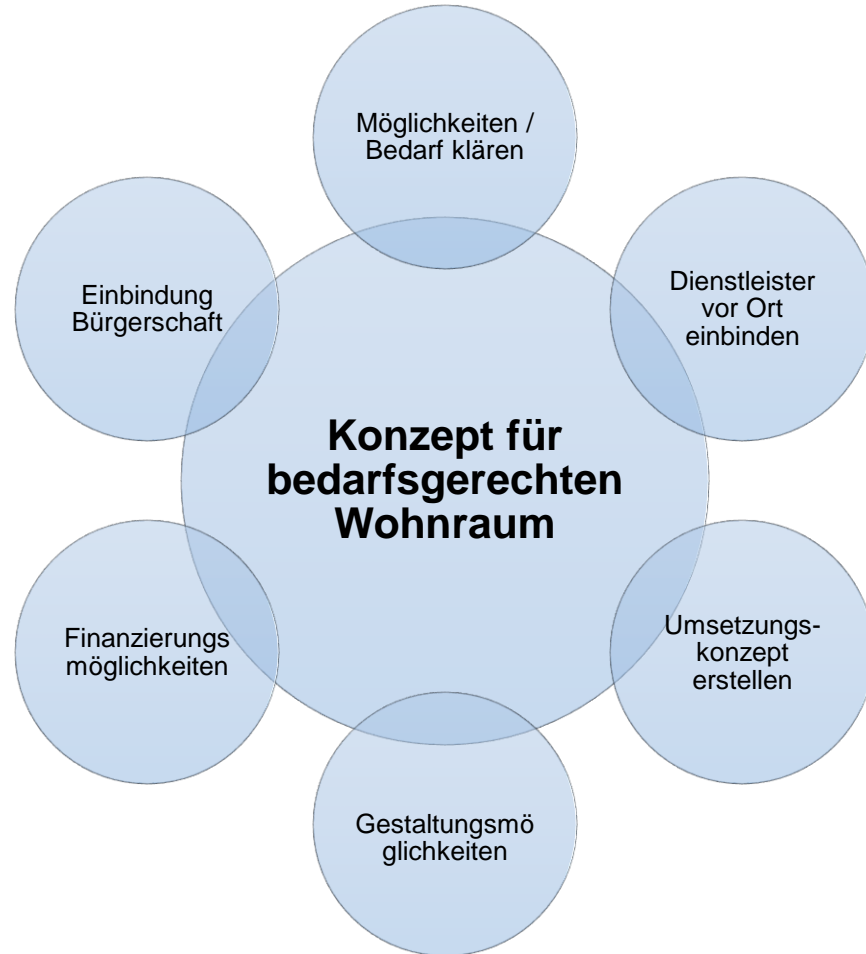 Möglichkeiten /
Bedarf klären
Dienstleister
vor Ort
einbinden
Umsetzungs-
konzept
erstellen
Gestaltungsmö
glichkeiten
Finanzierungs
möglichkeiten
Einbindung
Bürgerschaft
Konzept für
bedarfsgerechten
Wohnraum